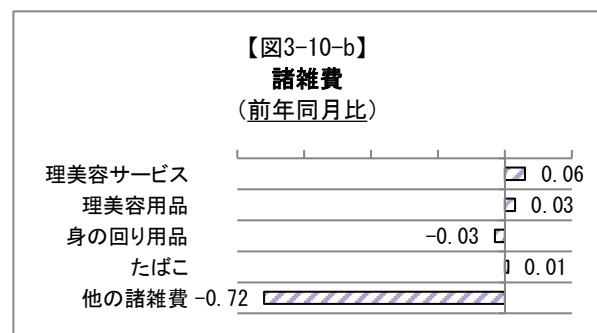 【図3-10-b】
諸雑費
（前年同月比）
理美容サービス 0.06
理美容用品 0.03
身の回り用品 -0.03
たばこ 0.01
他の諸雑費 -0.72